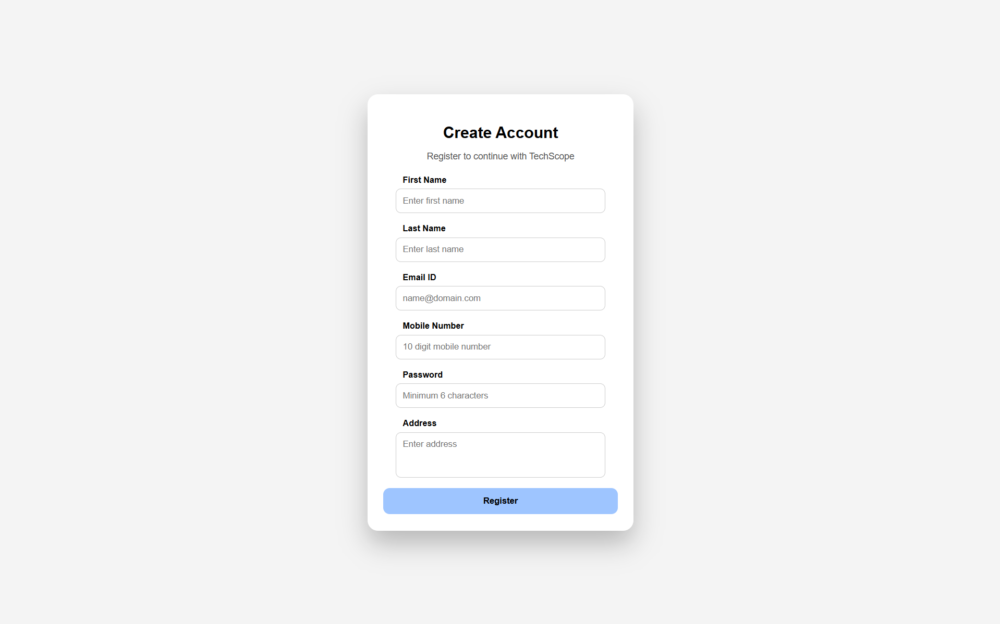 Create Account
Register to continue with TechScope
First Name
Enter first name
Last Name
Enter last name
Email ID
name@domain.com
Mobile Number
10 digit mobile number
Password
Minimum 6 characters
Address
Enter address
Register